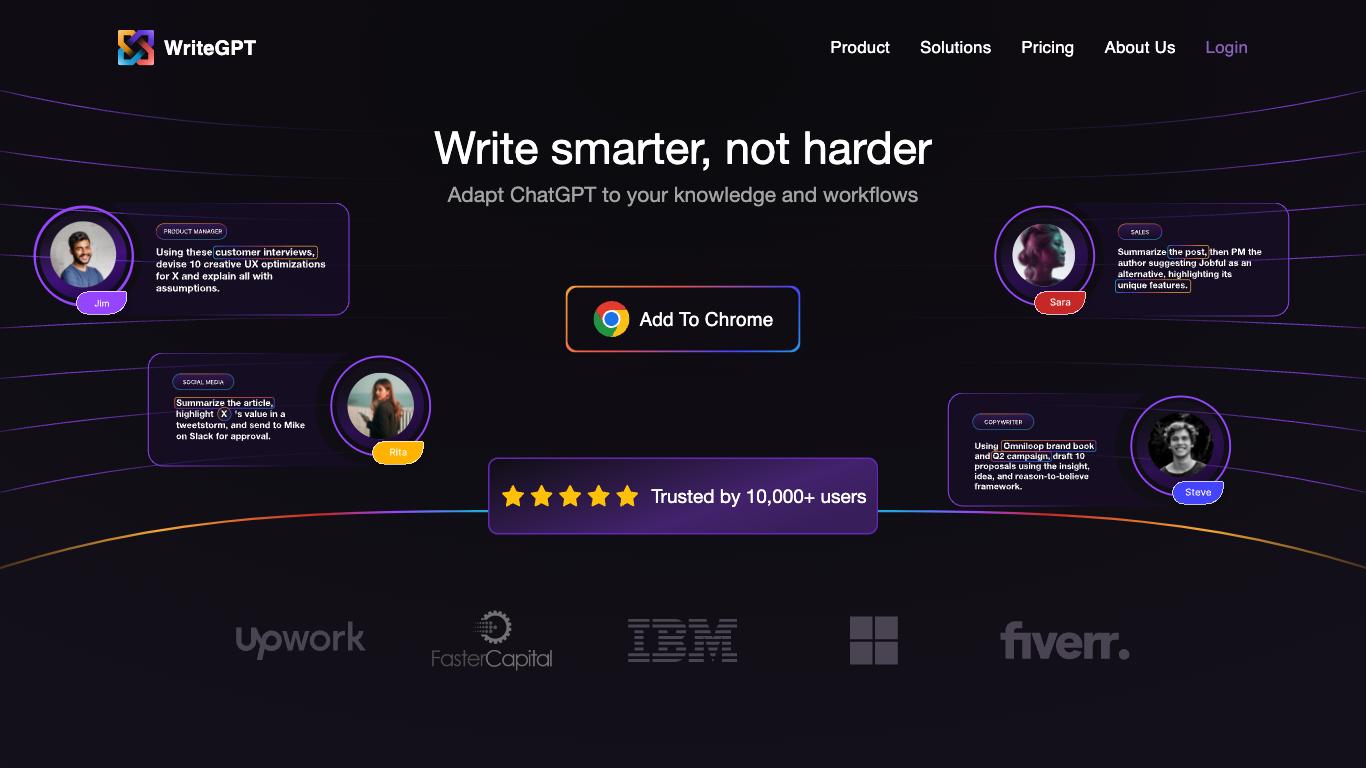 WriteGPT
Product
Solutions
Pricing
About Us
Login
Write smarter, not harder
Adapt ChatGPT to your knowledge and workflows
PRODUCT MANAGER
Using these customer interviews,
devise 10 creative UX optimizations
for X and explain all with
assumptions.
Jim
SALES
Summarize the post, then PM the
author suggesting Jobful as an
alternative, highlighting its
unique features.
Sara
Add To Chrome
SOCIAL MEDIA
Summarize the article,
highlight X 's value in a
tweetstorm, and send to Mike
on Slack for approval.
Rita
COPYWRITER
Using Omniloop brand book
and Q2 campaign, draft 10
proposals using the insight,
idea, and reason-to-believe
framework.
Steve
Trusted by 10,000+ users
upwork
FasterCapital
IBM
fiverr.